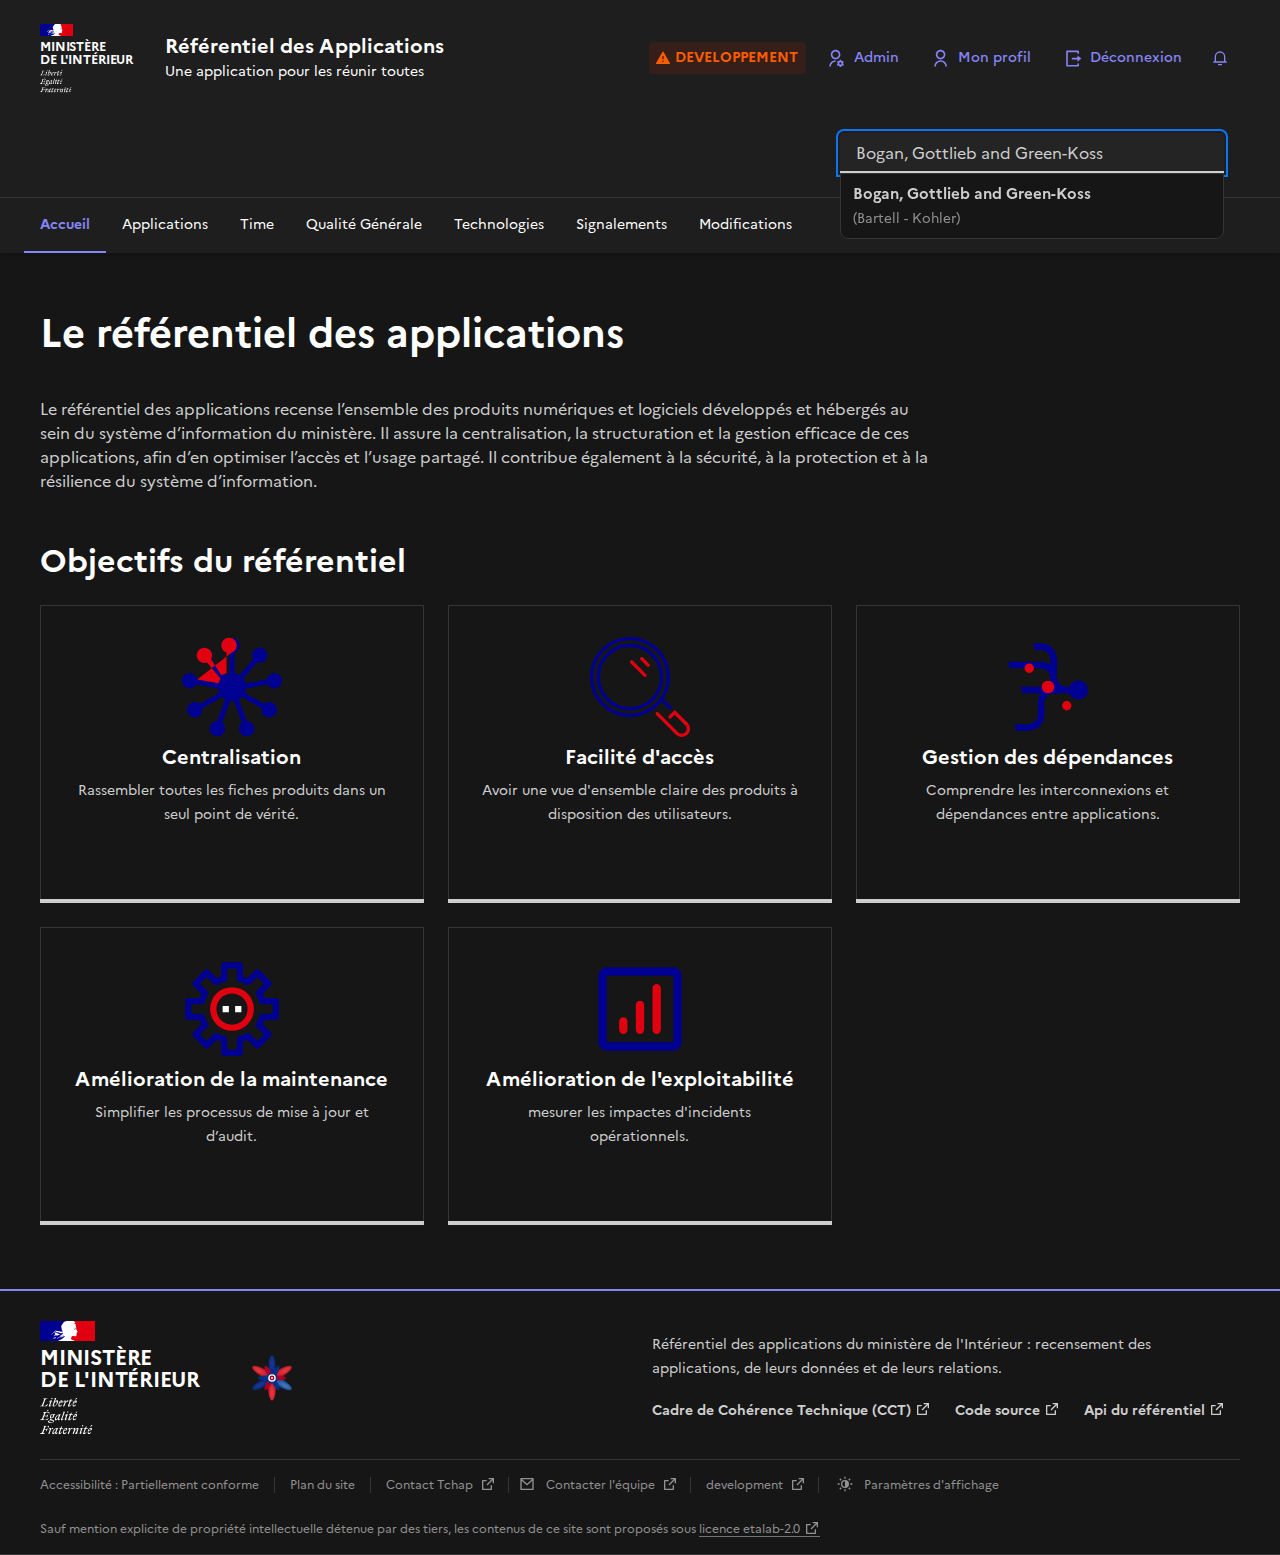 MINISTÈRE
DE L'INTÉRIEUR
Liberté
Égalité
Fraternité
Référentiel des Applications
Une application pour les réunir toutes
DEVELOPPEMENT
Admin
Mon profil
Déconnexion
Bogan, Gottlieb and Green-Koss
Bogan, Gottlieb and Green-Koss
(Bartell - Kohler)
Accueil
Applications
Time
Qualité Générale
Technologies
Signalements
Modifications
Le référentiel des applications
Le référentiel des applications recense l’ensemble des produits numériques et logiciels développés et hébergés au
sein du système d’information du ministère. Il assure la centralisation, la structuration et la gestion efficace de ces
applications, afin d’en optimiser l’accès et l’usage partagé. Il contribue également à la sécurité, à la protection et à la
résilience du système d’information.
Objectifs du référentiel
Centralisation
Rassembler toutes les fiches produits dans un
seul point de vérité.
Facilité d'accès
Avoir une vue d'ensemble claire des produits à
disposition des utilisateurs.
Gestion des dépendances
Comprendre les interconnexions et
dépendances entre applications.
Amélioration de la maintenance
Simplifier les processus de mise à jour et
d’audit.
Amélioration de l'exploitabilité
mesurer les impactes d'incidents
opérationnels.
MINISTÈRE
DE L'INTÉRIEUR
Liberté
Égalité
Fraternité
Référentiel des applications du ministère de l'Intérieur : recensement des
applications, de leurs données et de leurs relations.
Cadre de Cohérence Technique (CCT)
Code source
Api du référentiel
Accessibilité : Partiellement conforme
Plan du site
Contact Tchap
Contacter l'équipe
development
Paramètres d'affichage
Sauf mention explicite de propriété intellectuelle détenue par des tiers, les contenus de ce site sont proposés sous licence etalab-2.0